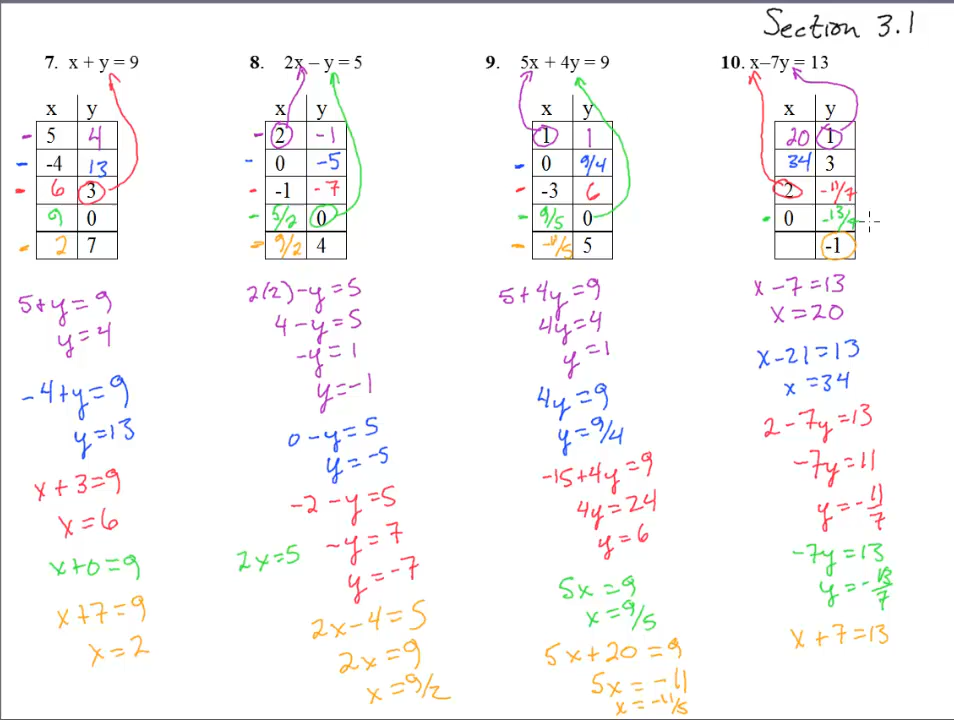 Section 3.1
7. x + y = 9
x y
5 4
-4 13
6 3
9 0
2 7
5+y=9
y=4
-4+y=9
y=13
x+3=9
x=6
x+0=9
x+7=9
x=2
8. 2x – y = 5
x y
2 -1
0 -5
-1 -7
5/2 0
9/2 4
2(2)-y=5
4-y=5
-y=1
y=-1
0-y=5
y=-5
-2-y=5
-y=7
y=-7
2x=5
2x-4=5
2x=9
x=9/2
9. 5x + 4y = 9
x y
1 1
0 9/4
-3 6
9/5 0
-11/5 5
5+4y=9
4y=4
y=1
4y=9
y=9/4
-15+4y=9
4y=24
y=6
5x=9
x=9/5
5x+20=9
5x=-11
x=-11/5
10. x–7y = 13
x y
20 1
34 3
2 -11/7
0 -13/7
-1
x-7=13
x=20
x-21=13
x=34
2-7y=13
-7y=11
y=-11/7
-7y=13
y=-13/7
x+7=13